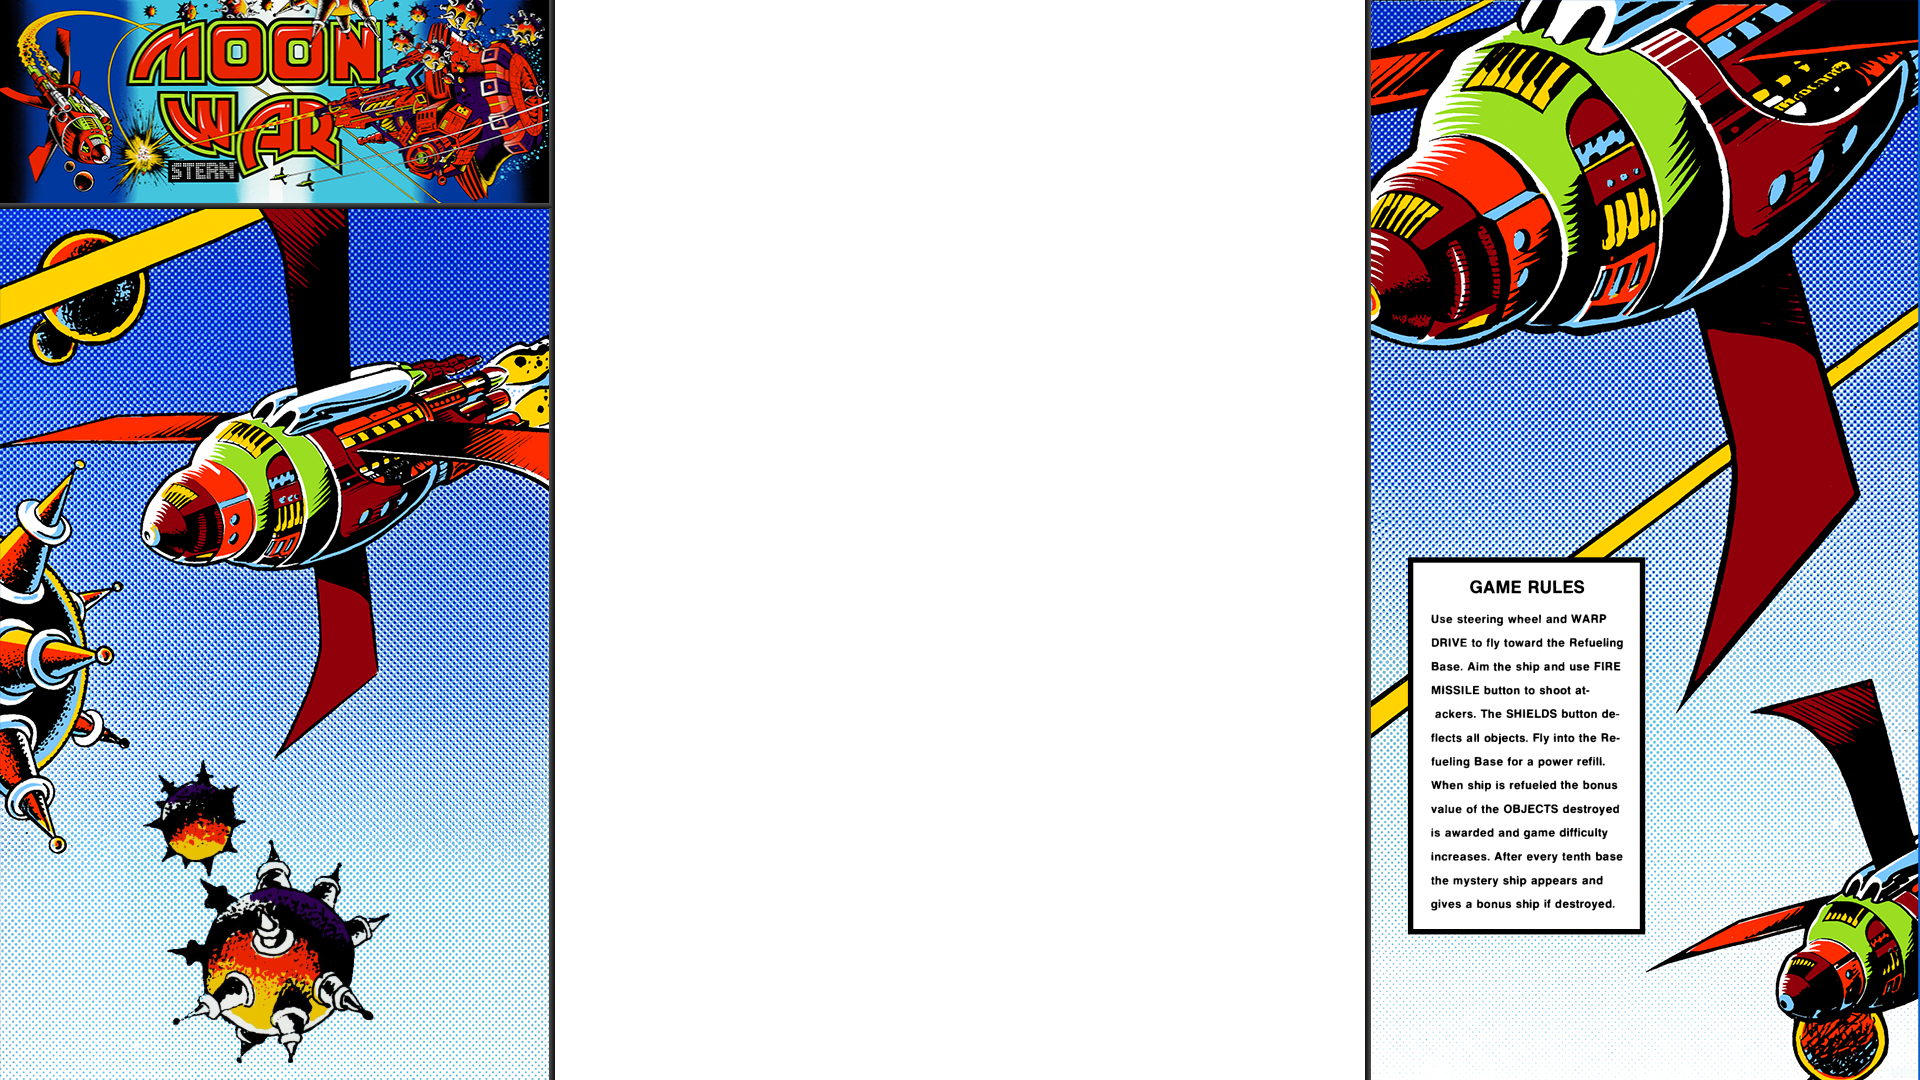 MOON
WAR
STERN
GAME RULES
Use steering wheel and WARP
DRIVE to fly toward the Refueling
Base. Aim the ship and use FIRE
MISSILE button to shoot at-
ackers. The SHIELDS button de-
flects all objects. Fly into the Re-
fueling Base for a power refill.
When ship is refueled the bonus
value of the OBJECTS destroyed
is awarded and game difficulty
increases. After every tenth base
the mystery ship appears and
gives a bonus ship if destroyed.